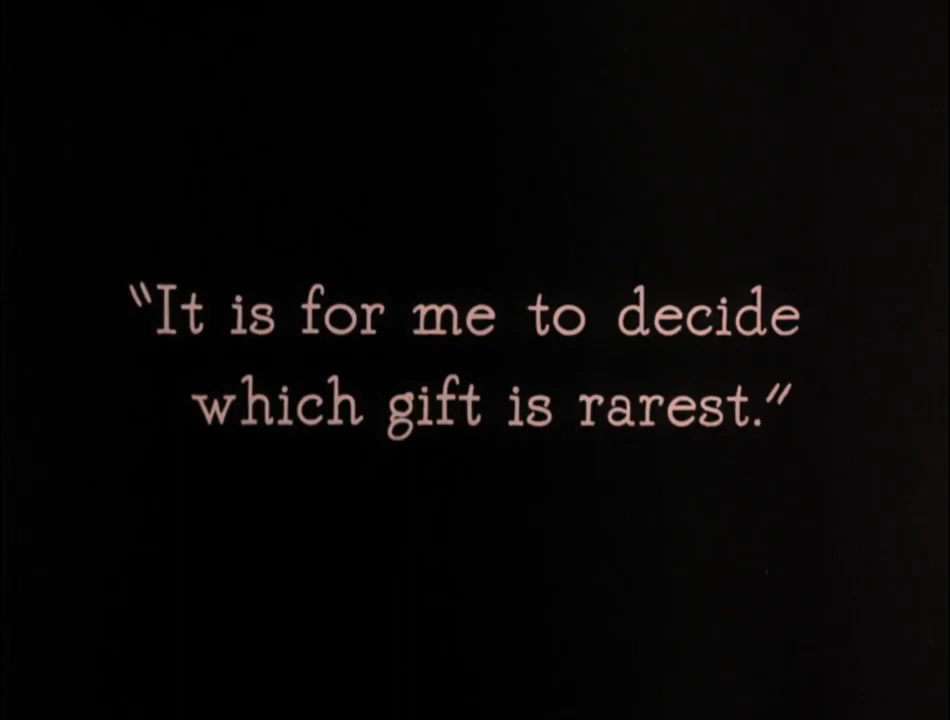 "It is for me to decide
which gift is rarest."